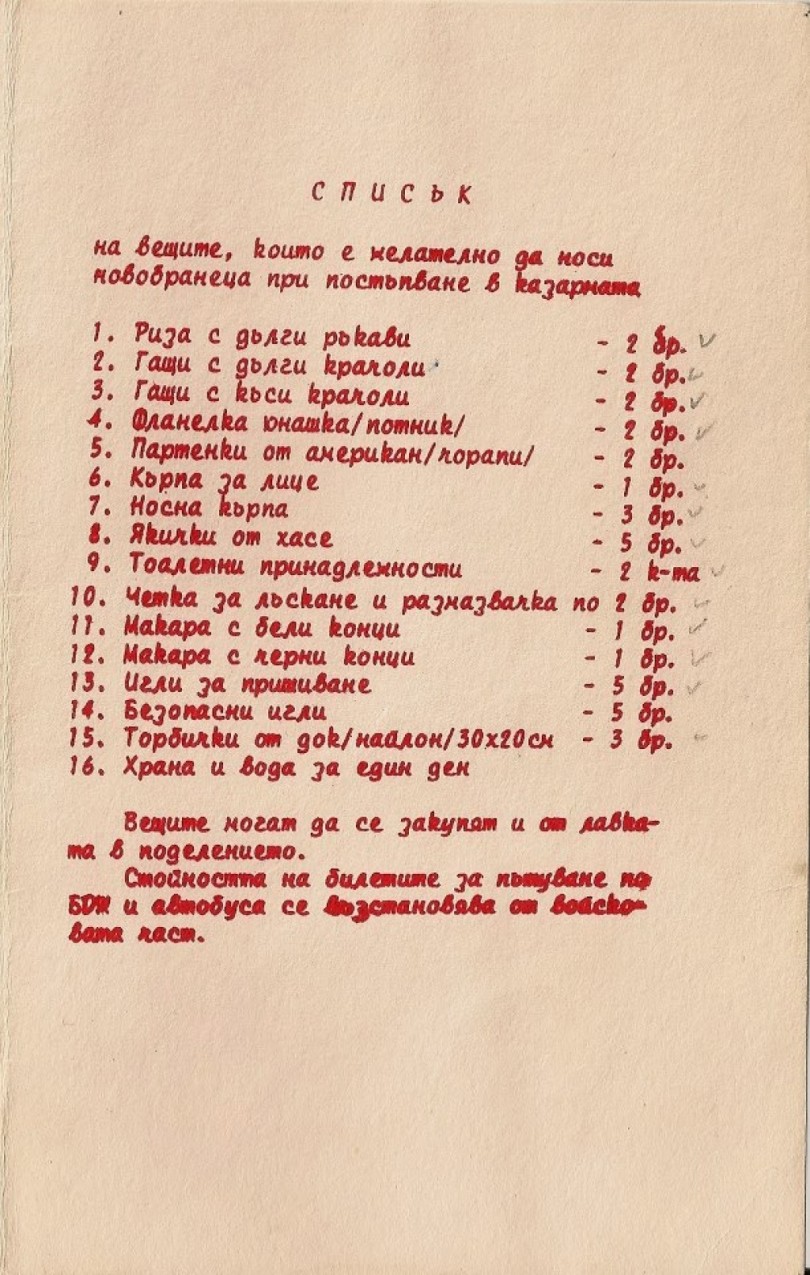 СПИСЪК
на вещите, които е желателно да носи
новобранеца при постъпване в казармата
1. Риза с дълги ръкави - 2 бр.
2. Гащи с дълги крачоли - 2 бр.
3. Гащи с къси крачоли - 2 бр.
4. Фланелка юнашка/потник/ - 2 бр.
5. Партенки от американ/чорапи/ - 2 бр.
6. Кърпа за лице - 1 бр.
7. Носна кърпа - 3 бр.
8. Якички от хасе - 5 бр.
9. Тоалетни принадлежности - 2 к-та
10. Четка за лъскане и размазвачка по 2 бр.
11. Макара с бели конци - 1 бр.
12. Макара с черни конци - 1 бр.
13. Игли за пришиване - 5 бр.
14. Безопасни игли - 5 бр.
15. Торбички от док/найлон/30х20см - 3 бр.
16. Храна и вода за един ден
Вещите могат да се закупят и от лавка-
та в поделението.
Стойността на билетите за пътуване по
БДЖ и автобуса се възстановява от войско-
вата част.